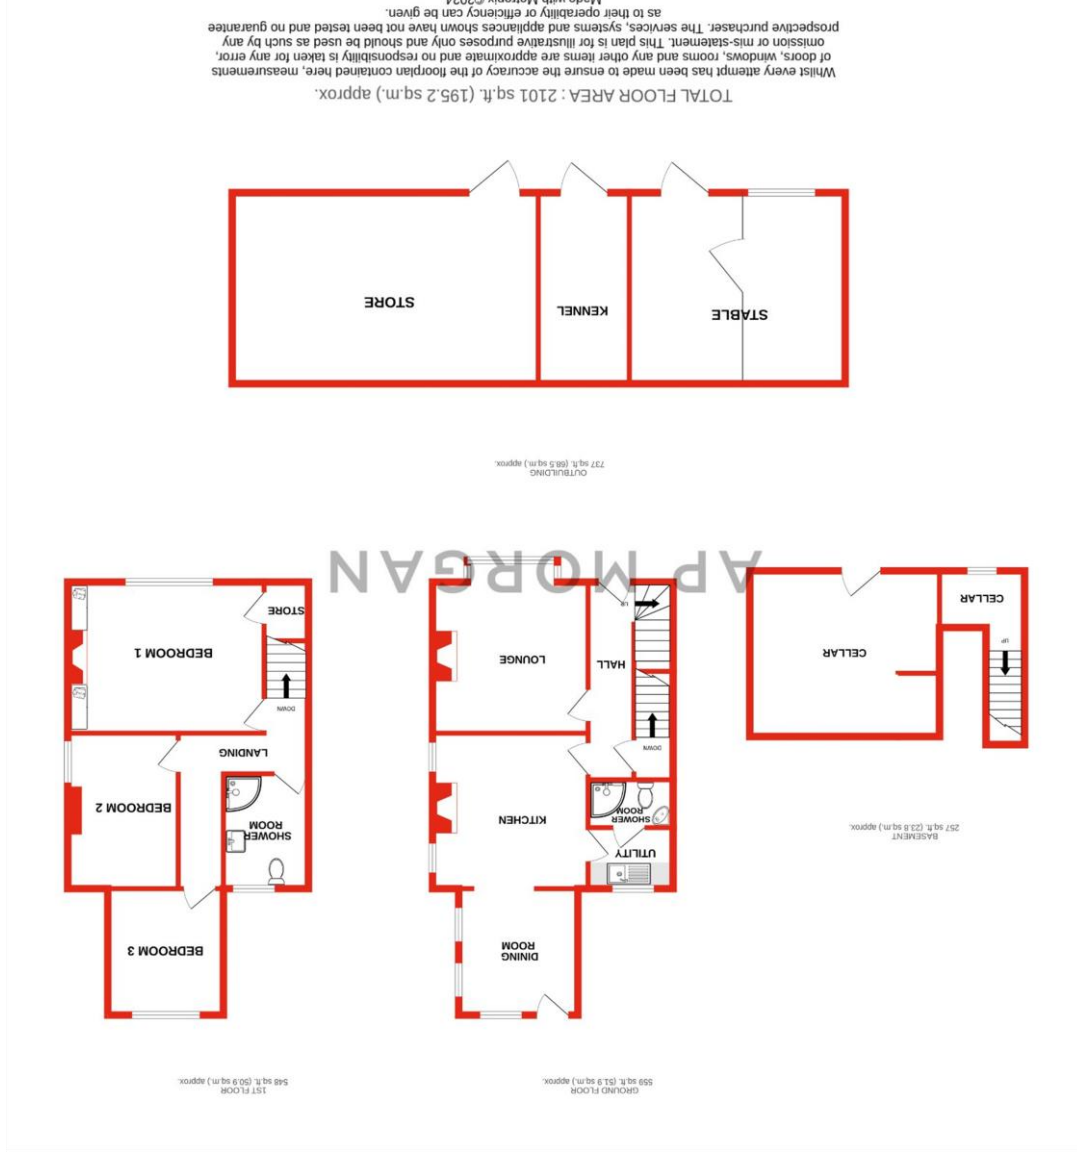 GROUND FLOOR
559 sq.ft. (51.9 sq.m.) approx.
1ST FLOOR
548 sq.ft. (50.9 sq.m.) approx.
BASEMENT
257 sq.ft. (23.8 sq.m.) approx.
UP
CELLAR
CELLAR
DINING
ROOM
UTILITY
SHOWER
ROOM
KITCHEN
DOWN
HALL
LOUNGE
UP
BEDROOM 3
SHOWER
ROOM
BEDROOM 2
LANDING
DOWN
BEDROOM 1
STORE
AP MORGAN
OUTBUILDING
737 sq.ft. (68.5 sq.m.) approx.
STABLE
KENNEL
STORE
TOTAL FLOOR AREA : 2101 sq.ft. (195.2 sq.m.) approx.
Whilst every attempt has been made to ensure the accuracy of the floorplan contained here, measurements
of doors, windows, rooms and any other items are approximate and no responsibility is taken for any error,
omission or mis-statement. This plan is for illustrative purposes only and should be used as such by any
prospective purchaser. The services, systems and appliances shown have not been tested and no guarantee
as to their operability or efficiency can be given.
Made with Metropix ©2024